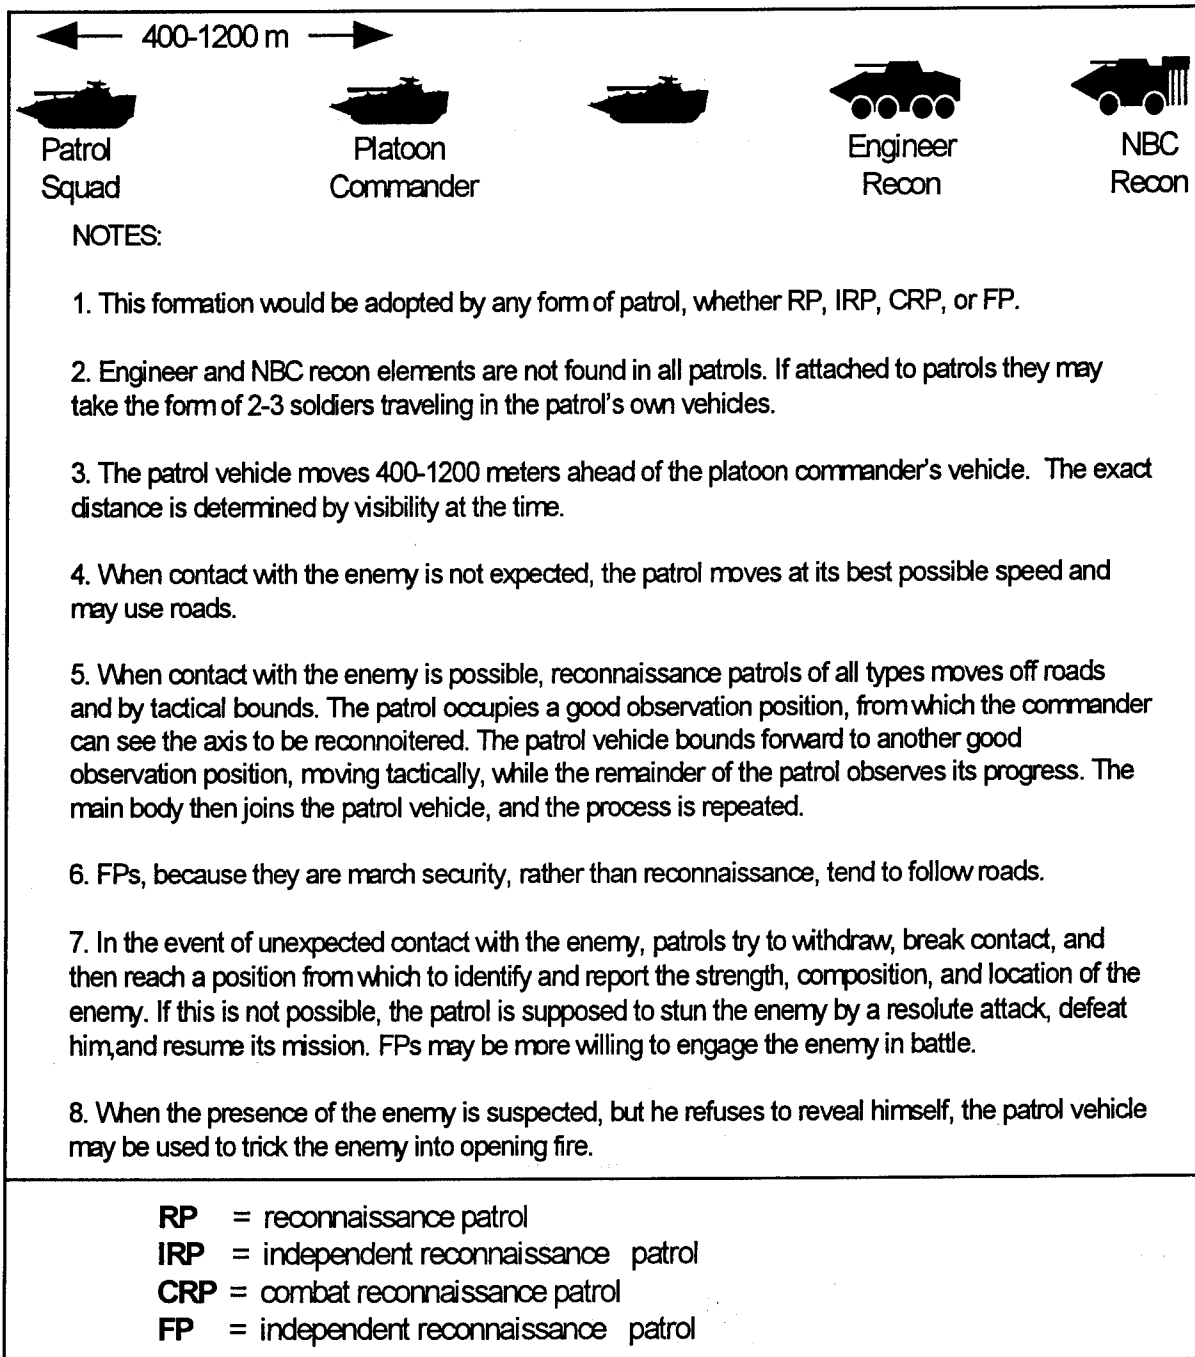 400-1200 m
Patrol Squad
Platoon Commander
Engineer Recon
NBC Recon
NOTES:
1. This formation would be adopted by any form of patrol, whether RP, IRP, CRP, or FP.
2. Engineer and NBC recon elements are not found in all patrols. If attached to patrols they may
take the form of 2-3 soldiers traveling in the patrol's own vehicles.
3. The patrol vehicle moves 400-1200 meters ahead of the platoon commander's vehicle. The exact
distance is determined by visibility at the time.
4. When contact with the enemy is not expected, the patrol moves at its best possible speed and
may use roads.
5. When contact with the enemy is possible, reconnaissance patrols of all types moves off roads
and by tactical bounds. The patrol occupies a good observation position, from which the commander
can see the axis to be reconnoitered. The patrol vehicle bounds forward to another good
observation position, moving tactically, while the remainder of the patrol observes its progress. The
main body then joins the patrol vehicle, and the process is repeated.
6. FPs, because they are march security, rather than reconnaissance, tend to follow roads.
7. In the event of unexpected contact with the enemy, patrols try to withdraw, break contact, and
then reach a position from which to identify and report the strength, composition, and location of the
enemy. If this is not possible, the patrol is supposed to stun the enemy by a resolute attack, defeat
him,and resume its mission. FPs may be more willing to engage the enemy in battle.
8. When the presence of the enemy is suspected, but he refuses to reveal himself, the patrol vehicle
may be used to trick the enemy into opening fire.
RP = reconnaissance patrol
IRP = independent reconnaissance patrol
CRP = combat reconnaissance patrol
FP = independent reconnaissance patrol